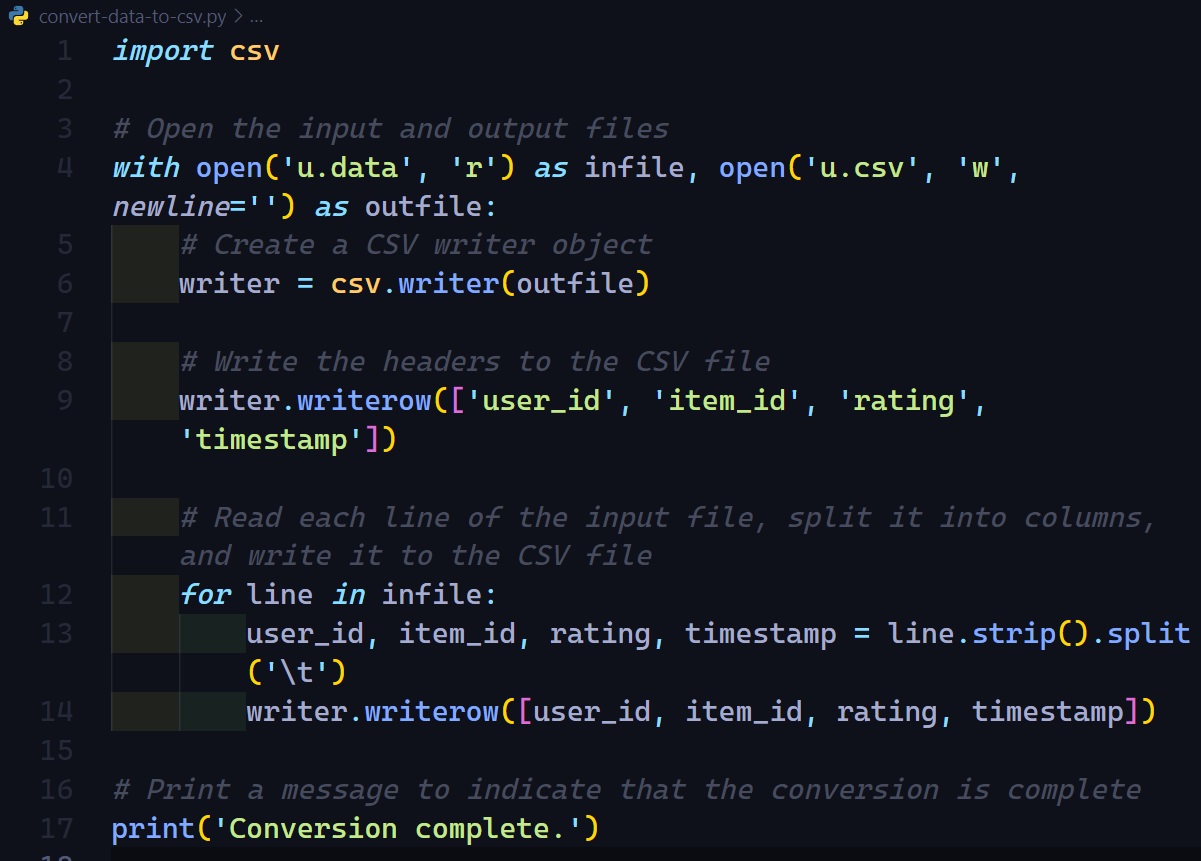 convert-data-to-csv.py > ...
1 import csv
2
3 # Open the input and output files
4 with open('u.data', 'r') as infile, open('u.csv', 'w',
newline='') as outfile:
5     # Create a CSV writer object
6     writer = csv.writer(outfile)
7
8     # Write the headers to the CSV file
9     writer.writerow(['user_id', 'item_id', 'rating',
    'timestamp'])
10
11     # Read each line of the input file, split it into columns,
    and write it to the CSV file
12     for line in infile:
13         user_id, item_id, rating, timestamp = line.strip().split
        ('\t')
14         writer.writerow([user_id, item_id, rating, timestamp])
15
16 # Print a message to indicate that the conversion is complete
17 print('Conversion complete.')